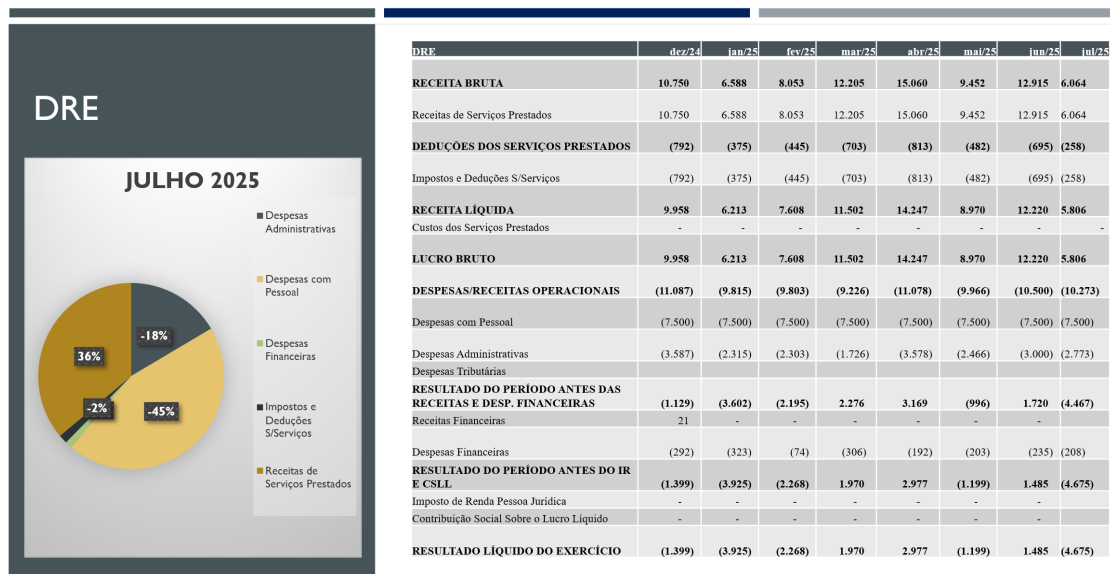 DRE
JULHO 2025
Despesas
Administrativas
Despesas com
Pessoal
Despesas
Financeiras
Impostos e
Deduções
S/Serviços
Receitas de
Serviços Prestados
-18%
36%
-2%
-45%
DRE dez/24 jan/25 fev/25 mar/25 abr/25 mai/25 jun/25 jul/25
RECEITA BRUTA 10.750 6.588 8.053 12.205 15.060 9.452 12.915 6.064
Receitas de Serviços Prestados 10.750 6.588 8.053 12.205 15.060 9.452 12.915 6.064
DEDUÇÕES DOS SERVIÇOS PRESTADOS (792) (375) (445) (703) (813) (482) (695) (258)
Impostos e Deduções S/Serviços (792) (375) (445) (703) (813) (482) (695) (258)
RECEITA LÍQUIDA 9.958 6.213 7.608 11.502 14.247 8.970 12.220 5.806
Custos dos Serviços Prestados - - - - - - - -
LUCRO BRUTO 9.958 6.213 7.608 11.502 14.247 8.970 12.220 5.806
DESPESAS/RECEITAS OPERACIONAIS (11.087) (9.815) (9.803) (9.226) (11.078) (9.966) (10.500) (10.273)
Despesas com Pessoal (7.500) (7.500) (7.500) (7.500) (7.500) (7.500) (7.500) (7.500)
Despesas Administrativas (3.587) (2.315) (2.303) (1.726) (3.578) (2.466) (3.000) (2.773)
Despesas Tributárias
RESULTADO DO PERÍODO ANTES DAS
RECEITAS E DESP. FINANCEIRAS (1.129) (3.602) (2.195) 2.276 3.169 (996) 1.720 (4.467)
Receitas Financeiras 21 - - - - - -
Despesas Financeiras (292) (323) (74) (306) (192) (203) (235) (208)
RESULTADO DO PERÍODO ANTES DO IR
E CSLL (1.399) (3.925) (2.268) 1.970 2.977 (1.199) 1.485 (4.675)
Imposto de Renda Pessoa Jurídica - - - - - - -
Contribuição Social Sobre o Lucro Líquido - - - - - - -
RESULTADO LÍQUIDO DO EXERCÍCIO (1.399) (3.925) (2.268) 1.970 2.977 (1.199) 1.485 (4.675)